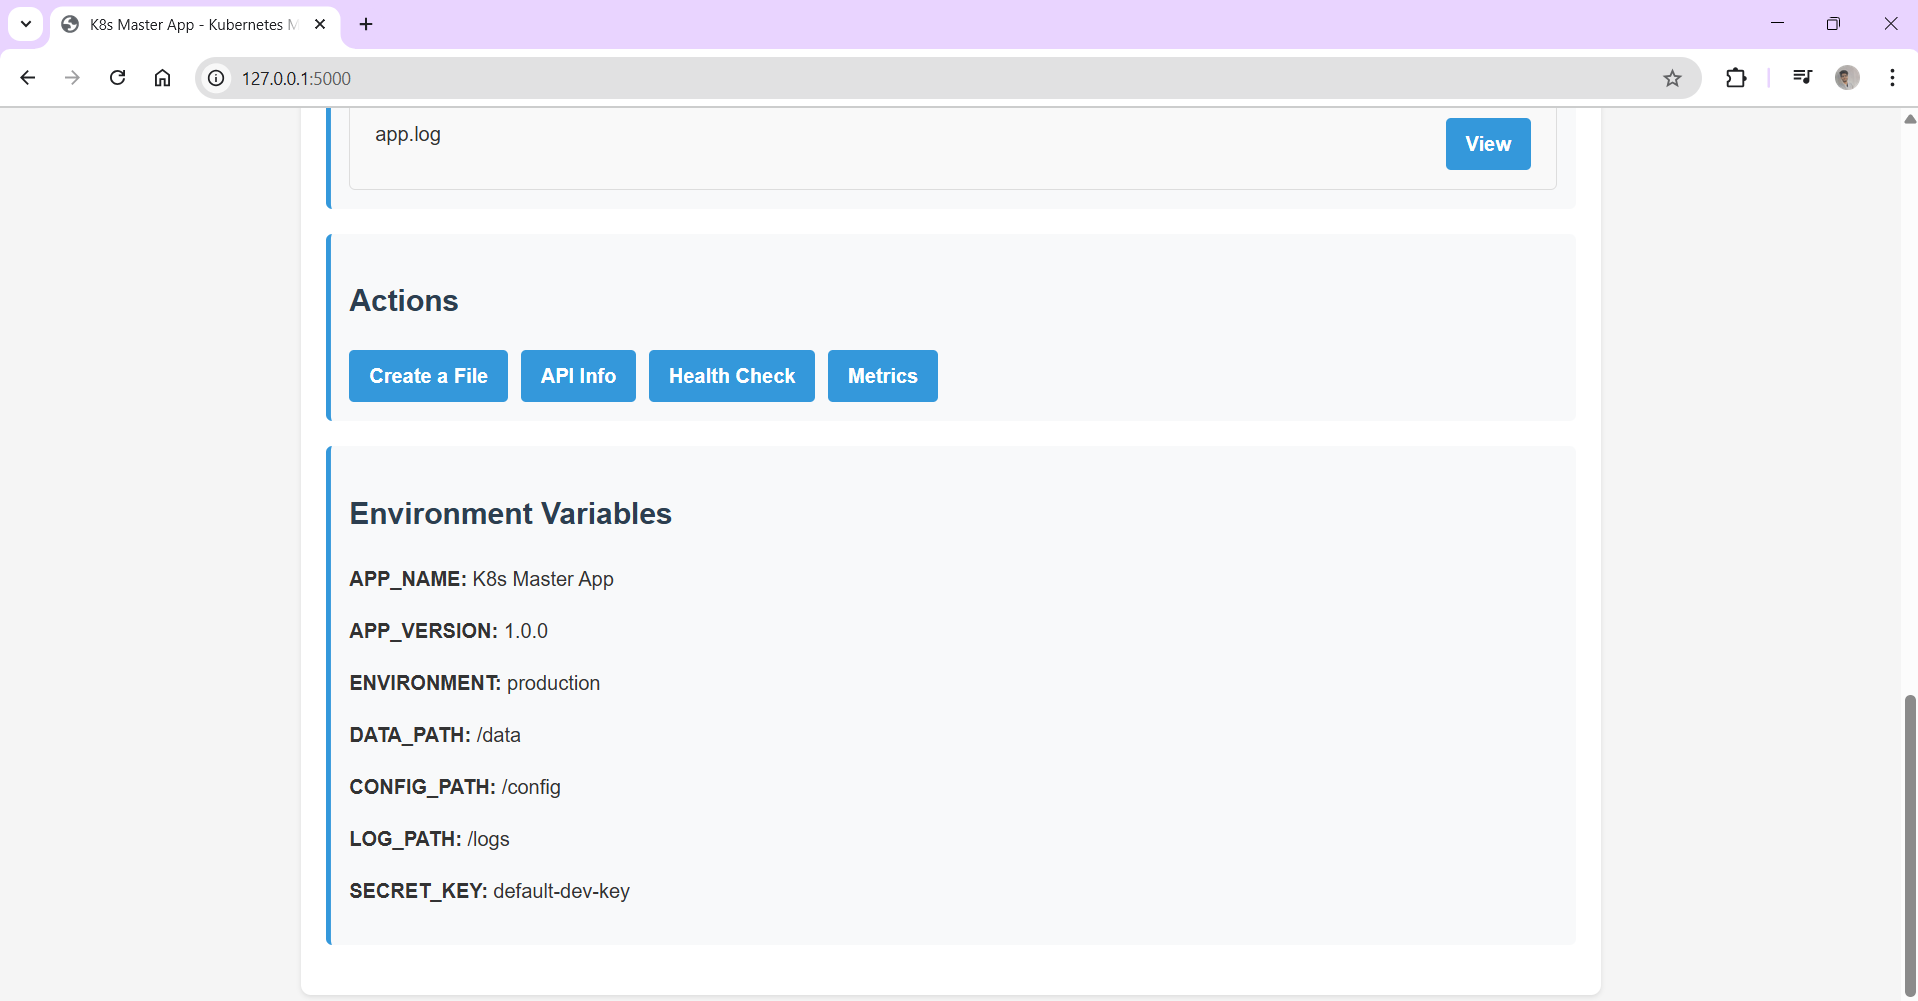 K8s Master App - Kubernetes M
127.0.0.1:5000
app.log
View
Actions
Create a File
API Info
Health Check
Metrics
Environment Variables
APP_NAME: K8s Master App
APP_VERSION: 1.0.0
ENVIRONMENT: production
DATA_PATH: /data
CONFIG_PATH: /config
LOG_PATH: /logs
SECRET_KEY: default-dev-key